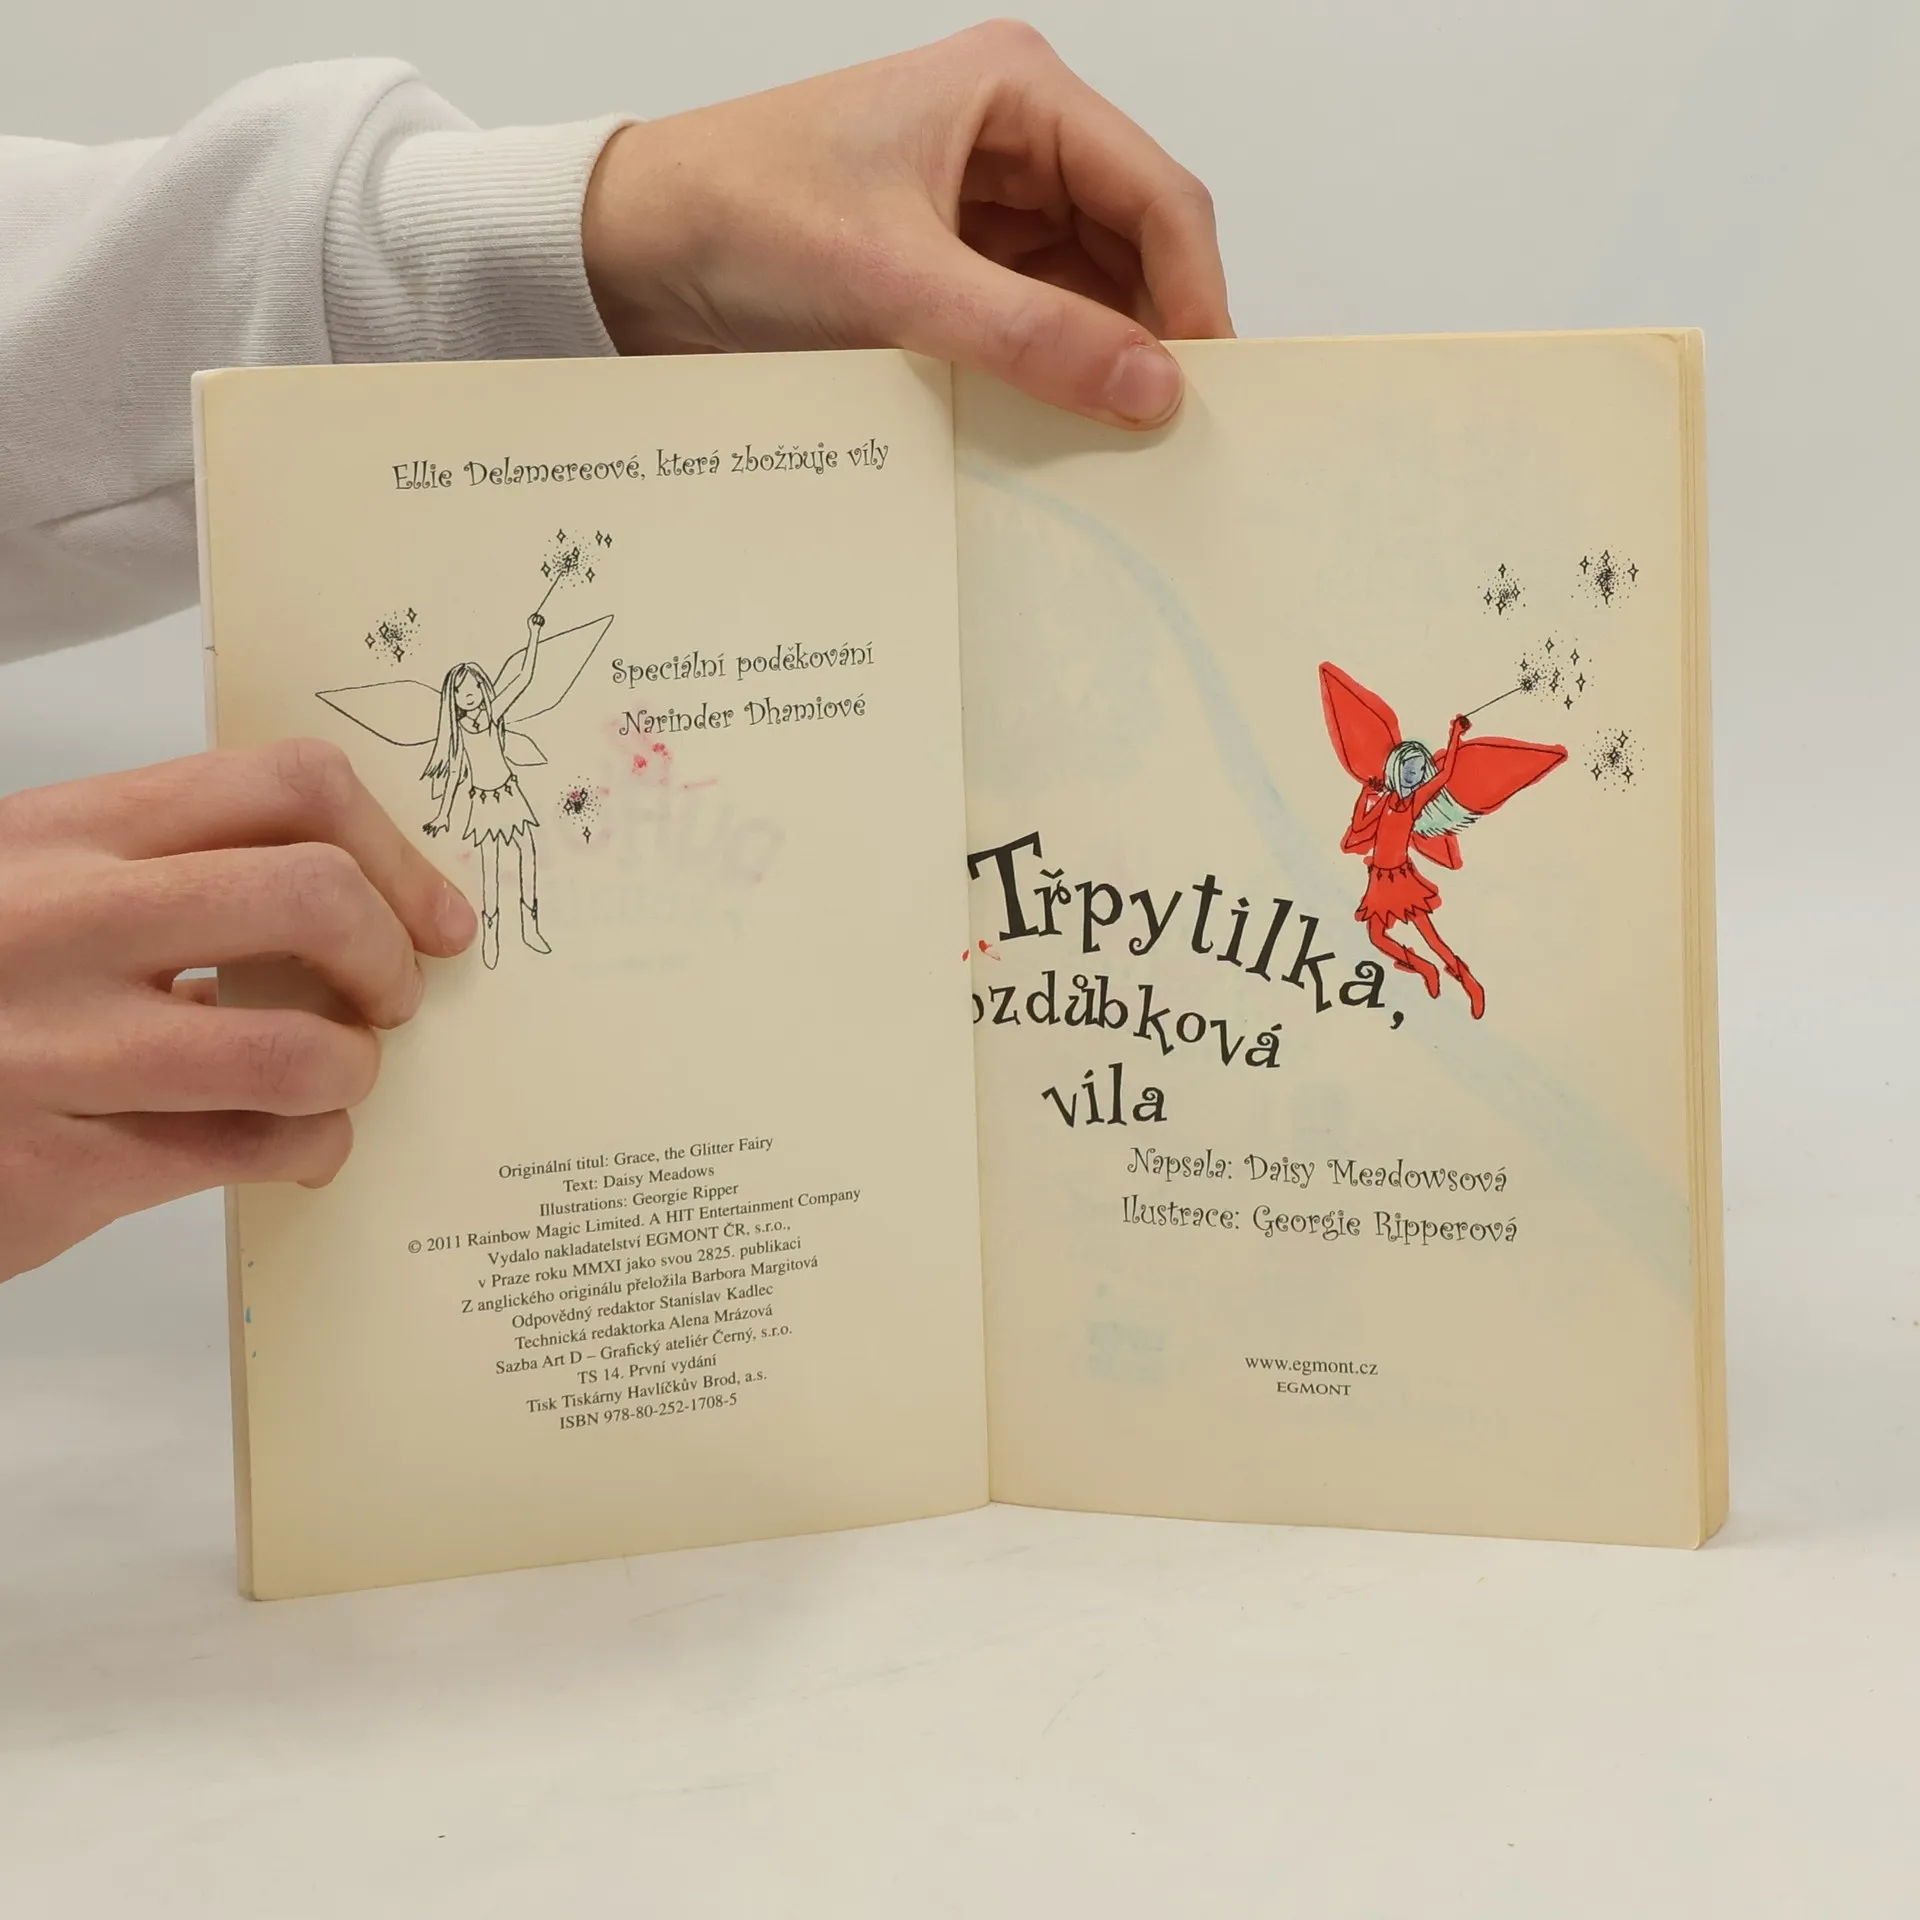 Ellie Delamereové, která zbožňuje víly
Speciální poděkování
Narinder Dhamiové
Originální titul: Grace, the Glitter Fairy
Text: Daisy Meadows
Illustrations: Georgie Ripper
© 2011 Rainbow Magic Limited. A HIT Entertainment Company
Vydalo nakladatelství EGMONT ČR, s.r.o.,
v Praze roku MMXI jako svou 2825. publikaci
Z anglického originálu přeložila Barbora Margitová
Odpovědný redaktor Stanislav Kadlec
Technická redaktorka Alena Mrázová
Sazba Art D – Grafický ateliér Černý, s.r.o.
TS 14. První vydání
Tisk Tiskárny Havlíčkův Brod, a.s.
ISBN 978-80-252-1708-5
Třpytilka,
ozdůbková
víla
Napsala: Daisy Meadowsová
Ilustrace: Georgie Ripperová
www.egmont.cz
EGMONT